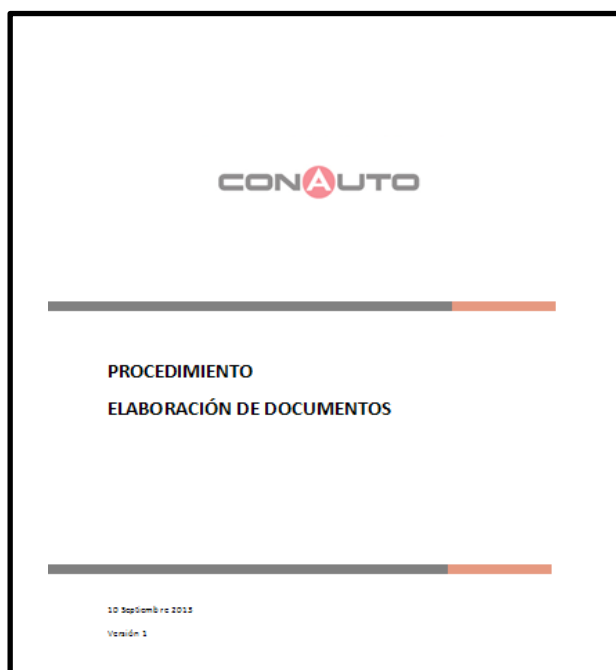 CONAUTO
PROCEDIMIENTO
ELABORACIÓN DE DOCUMENTOS
10 Septiembre 2013
Versión 1